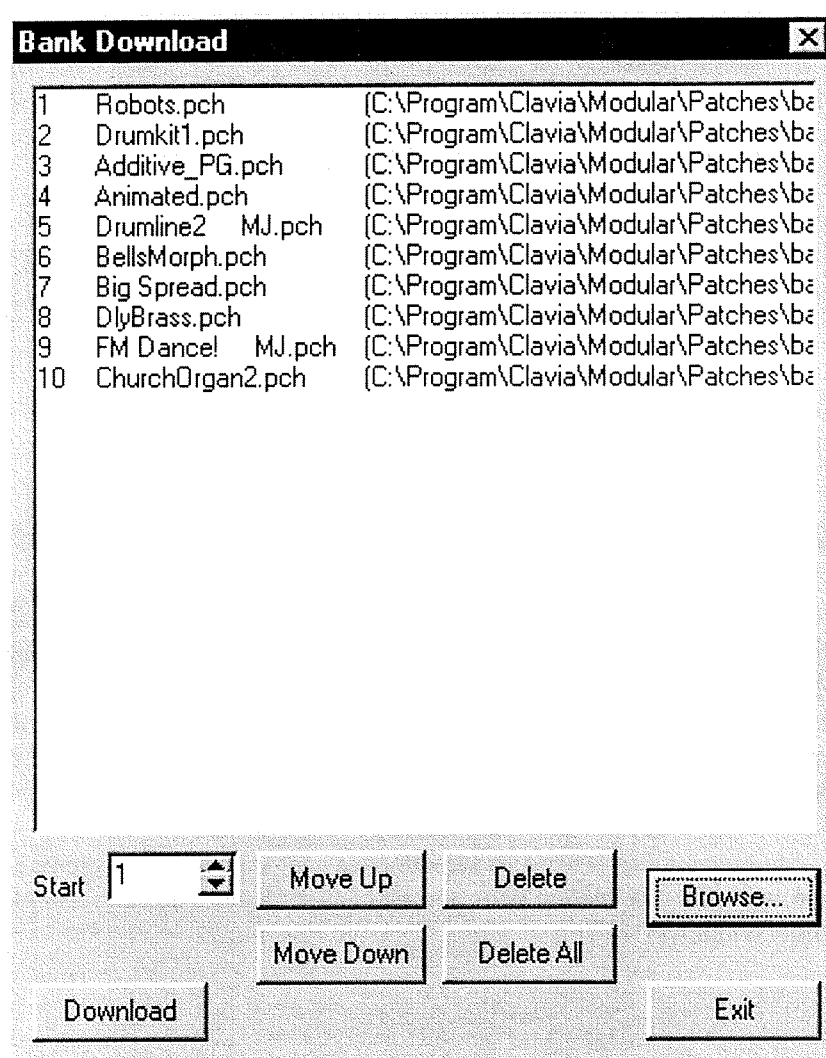 Bank Download
1 Robots.pch (C:\Program\Clavia\Modular\Patches\ba
2 Drumkit1.pch (C:\Program\Clavia\Modular\Patches\ba
3 Additive_PG.pch (C:\Program\Clavia\Modular\Patches\ba
4 Animated.pch (C:\Program\Clavia\Modular\Patches\ba
5 Drumline2 MJ.pch (C:\Program\Clavia\Modular\Patches\ba
6 BellsMorph.pch (C:\Program\Clavia\Modular\Patches\ba
7 Big Spread.pch (C:\Program\Clavia\Modular\Patches\ba
8 DlyBrass.pch (C:\Program\Clavia\Modular\Patches\ba
9 FM Dance! MJ.pch (C:\Program\Clavia\Modular\Patches\ba
10 ChurchOrgan2.pch (C:\Program\Clavia\Modular\Patches\ba
Start 1 Move Up Delete Browse...
Move Down Delete All
Download Exit